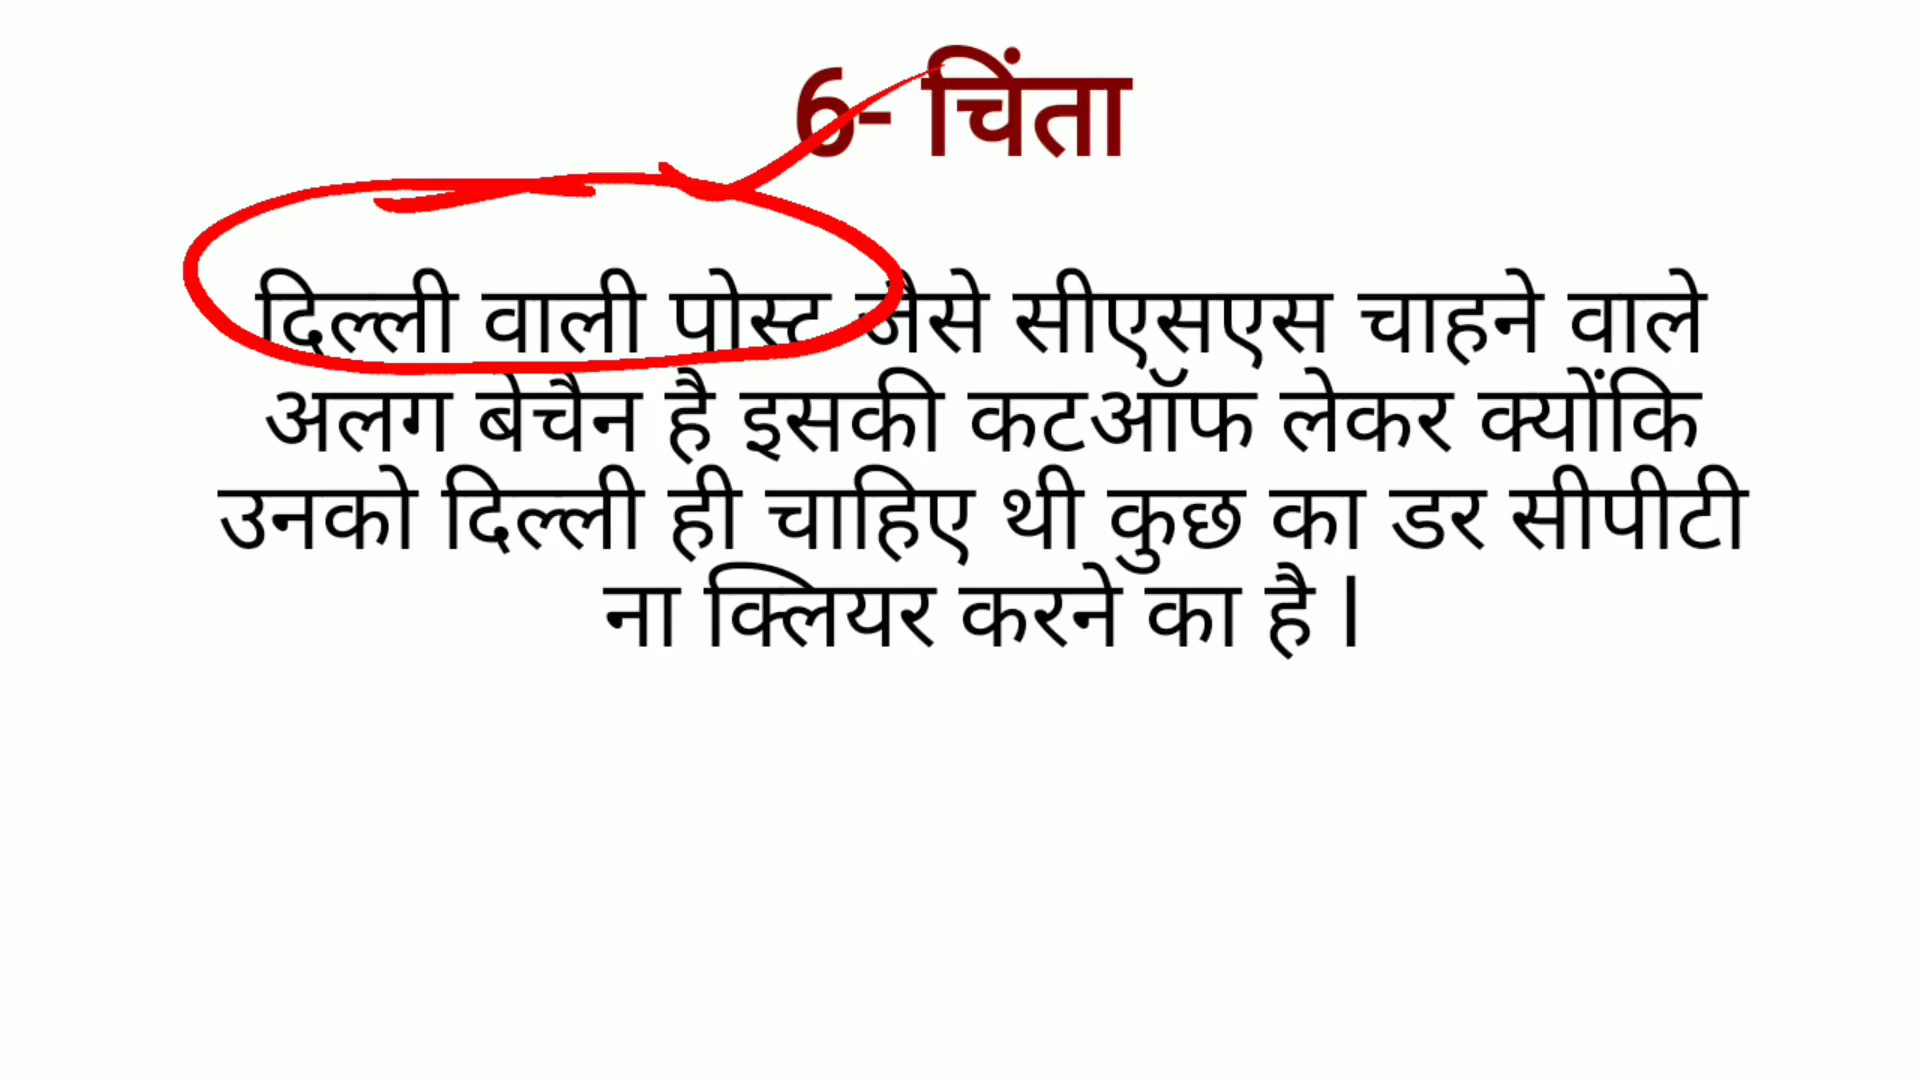 6- चिंता
दिल्ली वाली पोस्ट जैसे सीएसएस चाहने वाले
अलग बेचैन है इसकी कटऑफ लेकर क्योंकि
उनको दिल्ली ही चाहिए थी कुछ का डर सीपीटी
ना क्लियर करने का है l